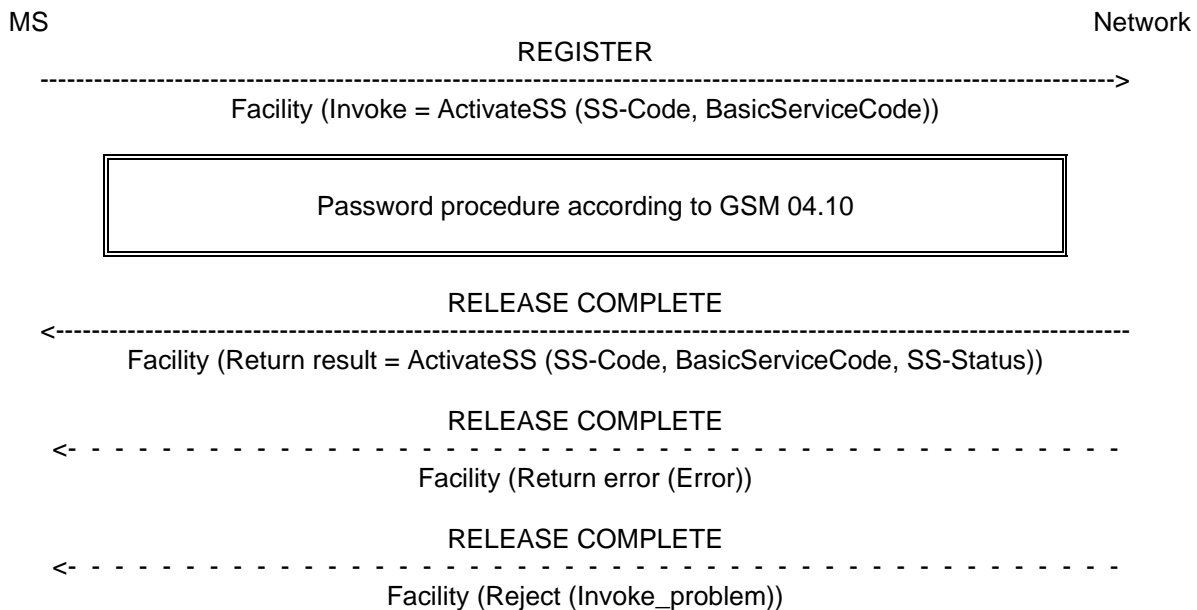 MS Network
REGISTER
------------------------------------------------------------------------------------------------------------------------>
Facility (Invoke = ActivateSS (SS-Code, BasicServiceCode))
Password procedure according to GSM 04.10
RELEASE COMPLETE
<------------------------------------------------------------------------------------------------------------------------
Facility (Return result = ActivateSS (SS-Code, BasicServiceCode, SS-Status))
RELEASE COMPLETE
<- - - - - - - - - - - - - - - - - - - - - - - - - - - - - - - - - - - - - - - - - - - -
Facility (Return error (Error))
RELEASE COMPLETE
<- - - - - - - - - - - - - - - - - - - - - - - - - - - - - - - - - - - - - - - - - - - -
Facility (Reject (Invoke_problem))